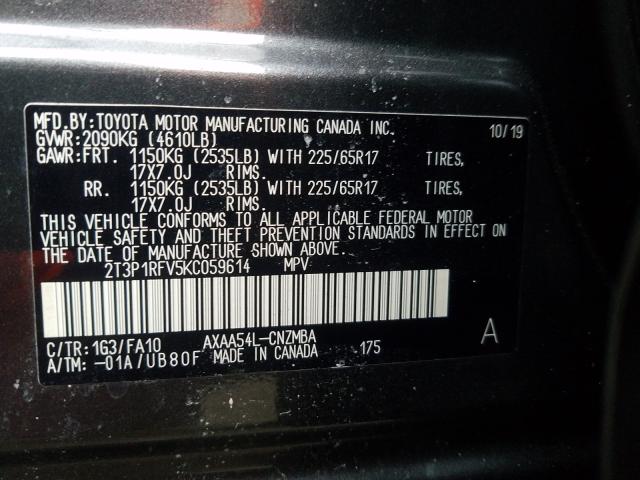 MFD.BY:TOYOTA MOTOR MANUFACTURING CANADA INC. 10/19
GVWR:2090KG (4610LB)
GAWR:FRT. 1150KG (2535LB) WITH 225/65R17 TIRES,
17X7.0J RIMS.
RR. 1150KG (2535LB) WITH 225/65R17 TIRES,
17X7.0J RIMS.
THIS VEHICLE CONFORMS TO ALL APPLICABLE FEDERAL MOTOR
VEHICLE SAFETY AND THEFT PREVENTION STANDARDS IN EFFECT ON
THE DATE OF MANUFACTURE SHOWN ABOVE.
2T3P1RFV5KC059614 MPV
C/TR:1G3/FA10 AXAA54L-CNZMBA A
A/TM:-01A/UB80F MADE IN CANADA 175